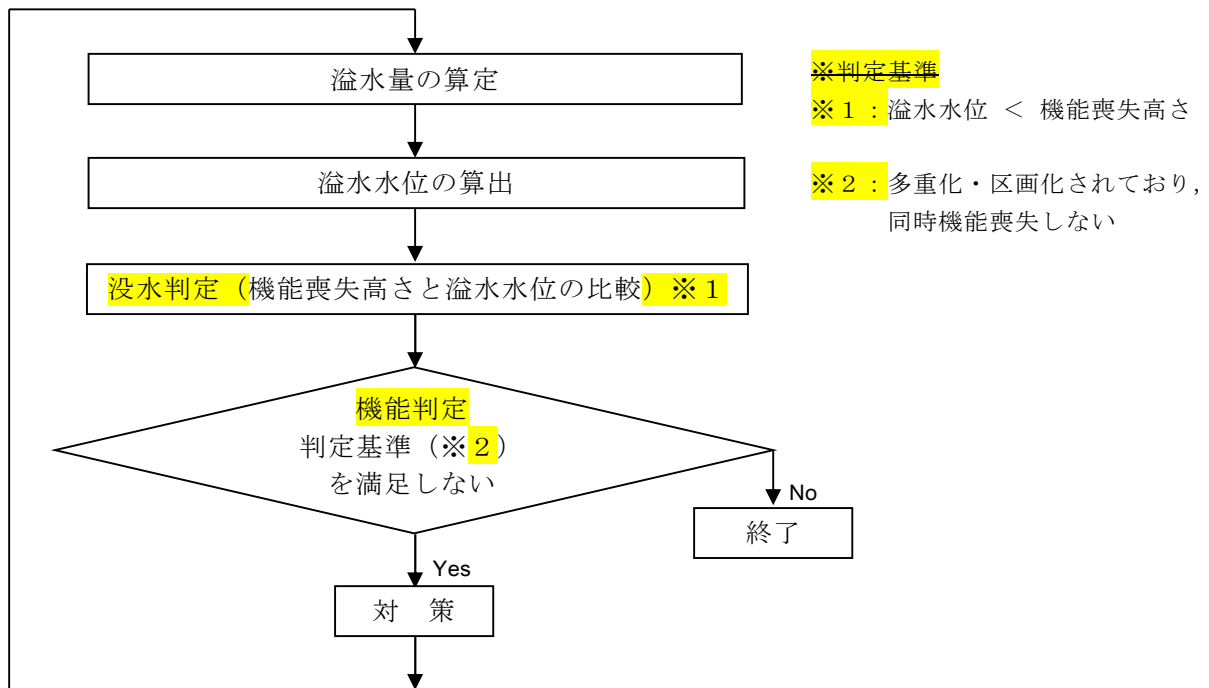 溢水量の算定
溢水水位の算出
没水判定（機能喪失高さと溢水水位の比較）※１
機能判定
判定基準（※２）
を満足しない
No
終了
Yes
対　策
※判定基準
※１：溢水水位 ＜ 機能喪失高さ
※２：多重化・区画化されており，
同時機能喪失しない